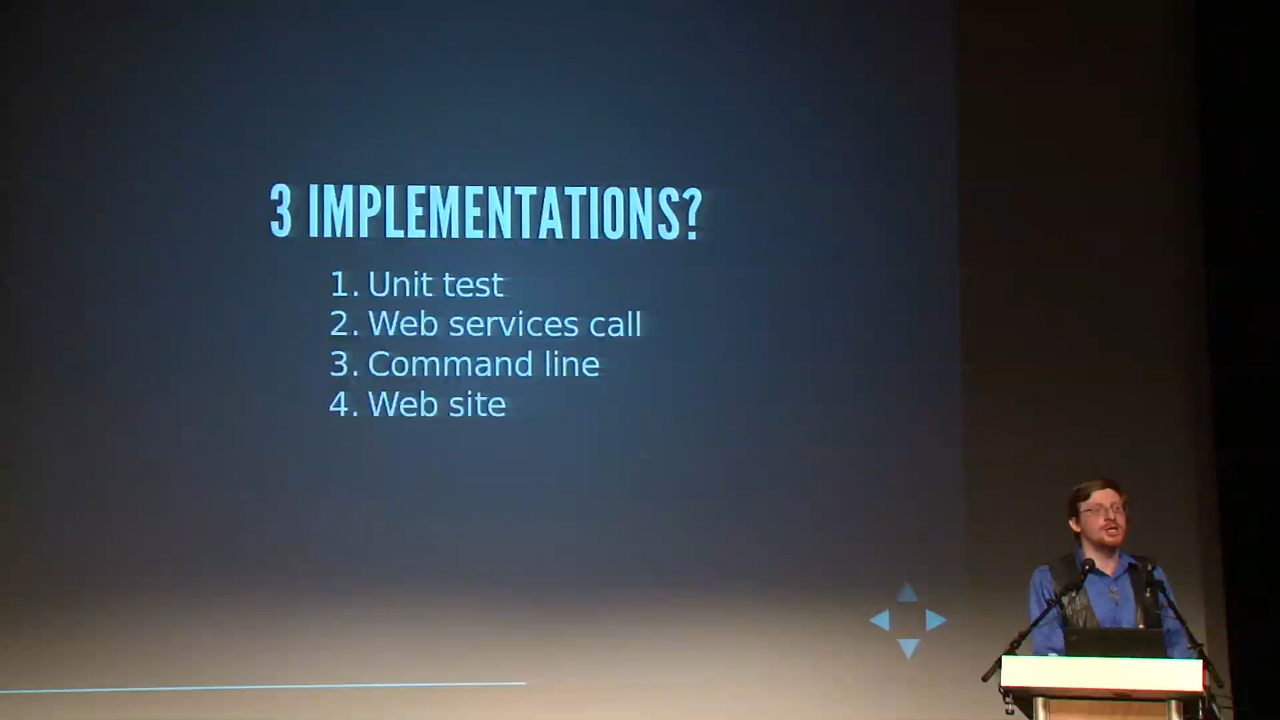 3 IMPLEMENTATIONS?
1. Unit test
2. Web services call
3. Command line
4. Web site